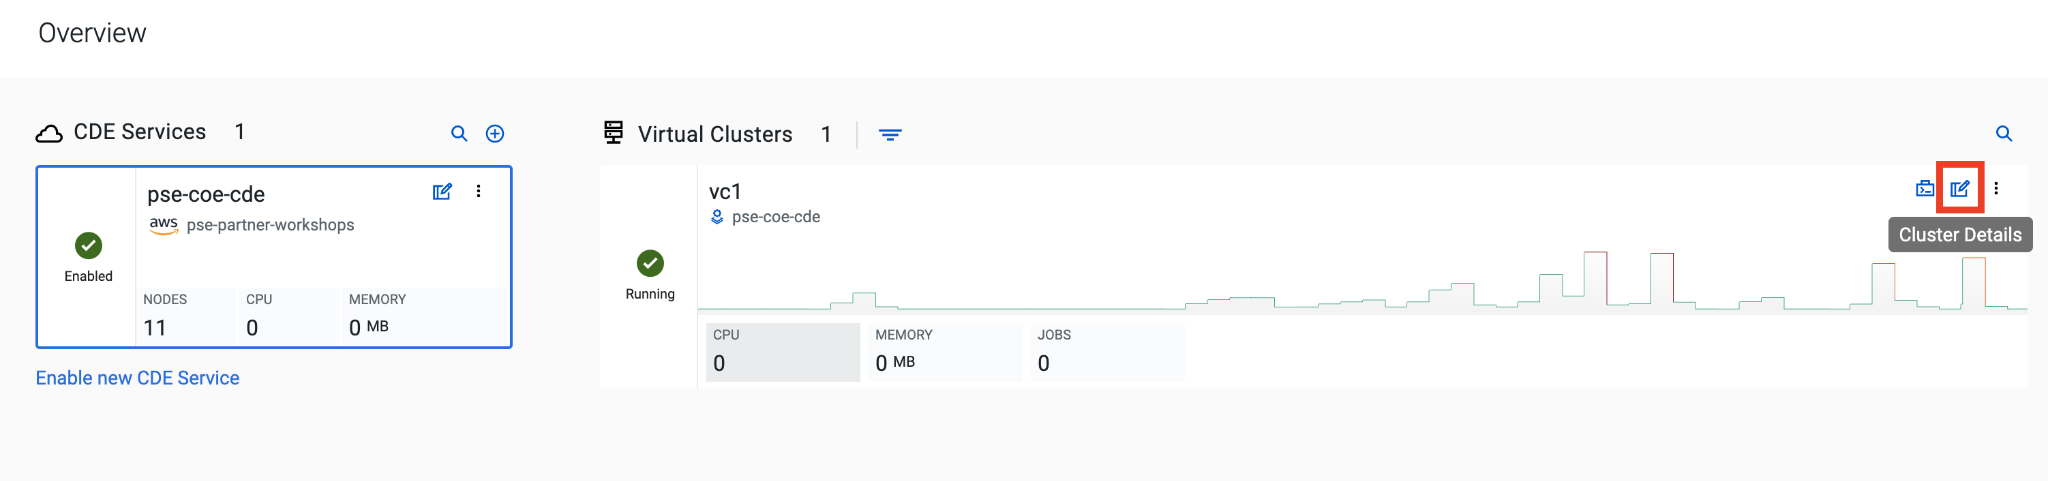 Overview
CDE Services 1
pse-coe-cde
aws pse-partner-workshops
Enabled
NODES CPU MEMORY
11 0 0 MB
Enable new CDE Service
Virtual Clusters 1
vc1
pse-coe-cde
Cluster Details
Running
CPU MEMORY JOBS
0 0 MB 0